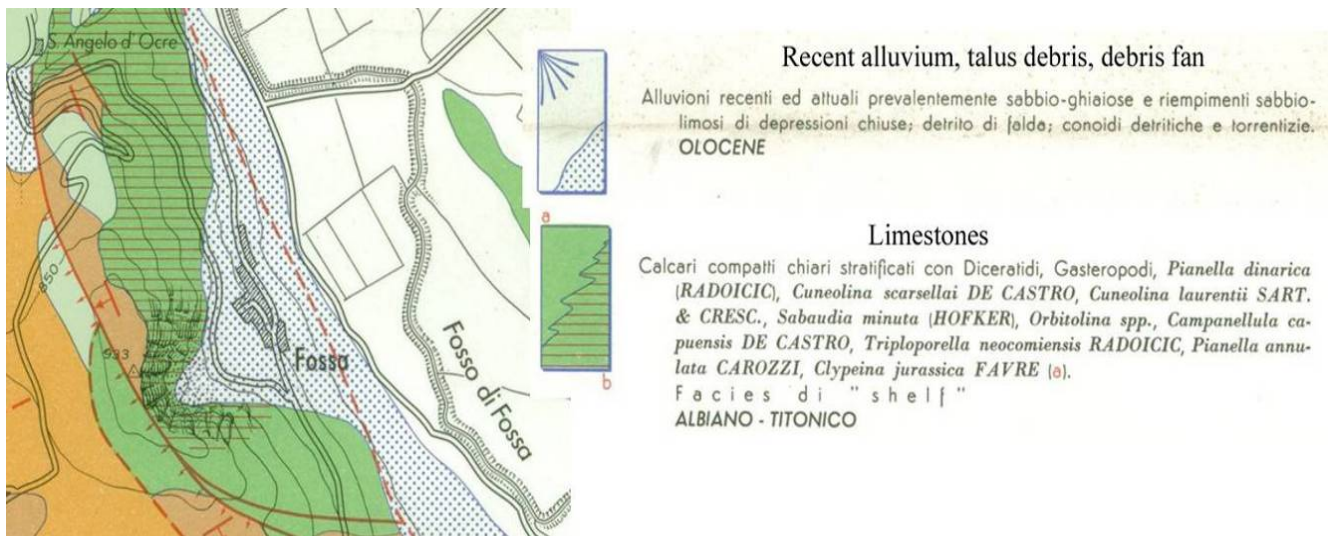 S. Angelo d'Ocre
850
933
Fossa
Fosso di Fossa
Recent alluvium, talus debris, debris fan
Alluvioni recenti ed attuali prevalentemente sabbio-ghiaiose e riempimenti sabbio-
limosi di depressioni chiuse; detrito di falda; conoidi detritiche e torrentizie.
OLOCENE
a
b
Limestones
Calcari compatti chiari stratificati con Diceratidi, Gasteropodi, Pianella dinarica
(RADOICIC), Cuneolina scarsellai DE CASTRO, Cuneolina laurentii SART.
& CRESC., Sabaudia minuta (HOFKER), Orbitolina spp., Campanellula ca-
puensis DE CASTRO, Triploporella neocomiensis RADOICIC, Pianella annu-
lata CAROZZI, Clypeina jurassica FAVRE (a).
Facies di "shelf"
ALBIANO - TITONICO